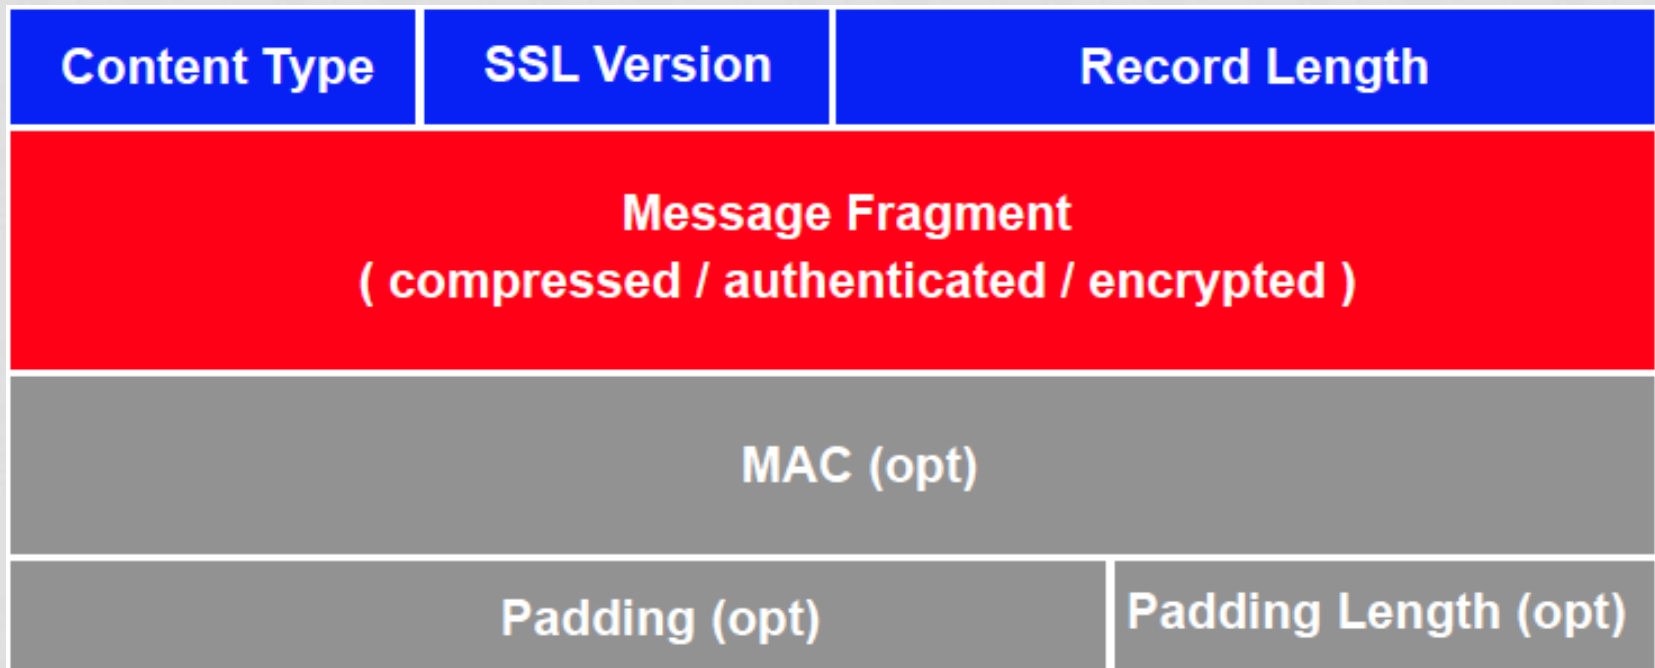 Content Type
SSL Version
Record Length
Message Fragment
( compressed / authenticated / encrypted )
MAC (opt)
Padding (opt)
Padding Length (opt)